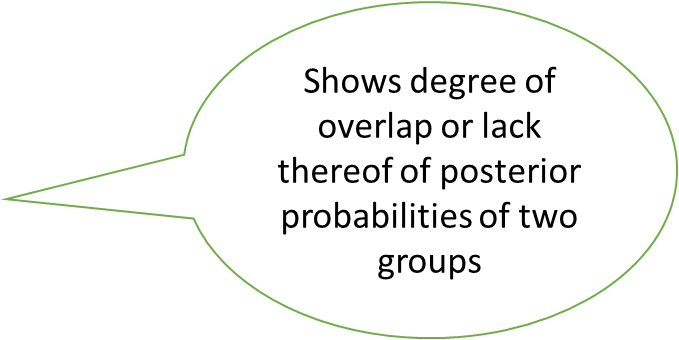 Shows degree of
overlap or lack
thereof of posterior
probabilities of two
groups